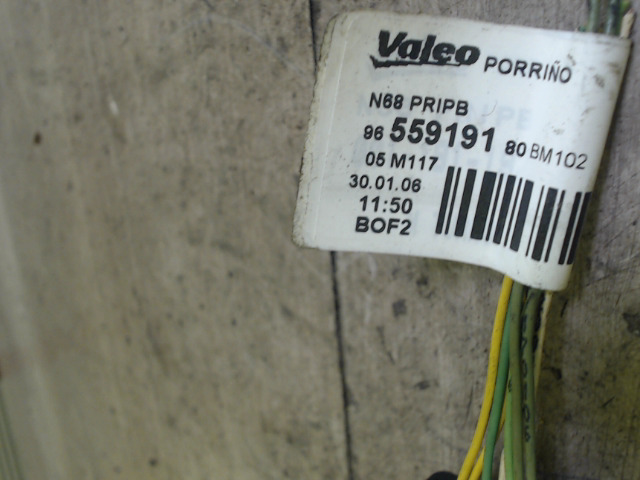 Valeo PORRIÑO
N68 PRIPB
96 559191 80 BM102
05 M117
30.01.06
11:50
BOF2